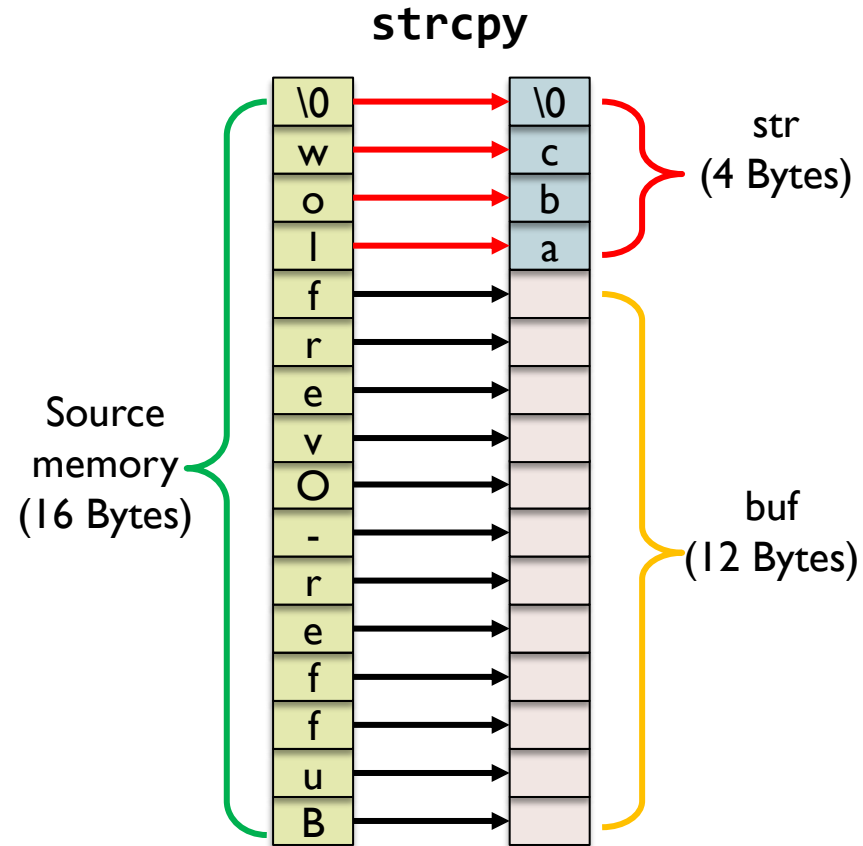 strcpy
\0 \0
w c
o b
l a
f
r
e
v
O
-
r
e
f
f
u
B
Source
memory
(16 Bytes)
str
(4 Bytes)
buf
(12 Bytes)